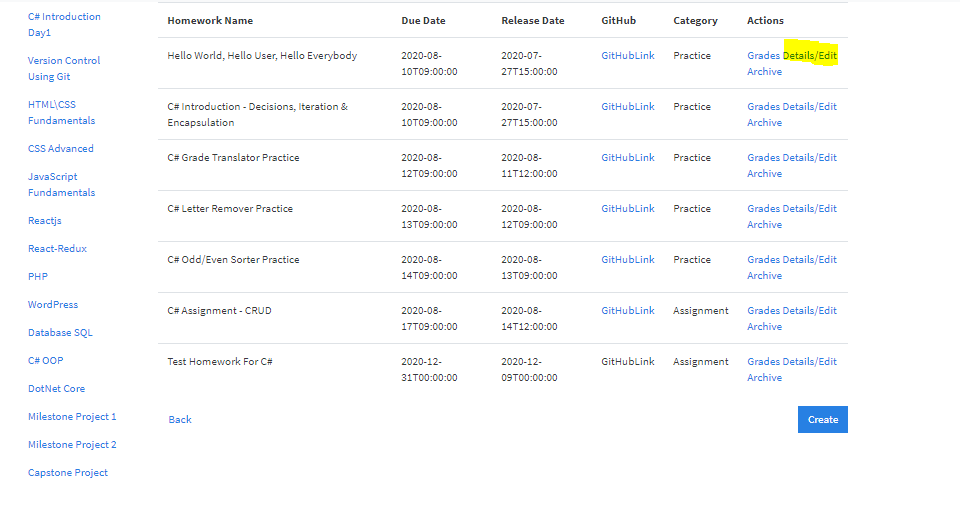 C# Introduction
Day1
Version Control
Using Git
HTML\CSS
Fundamentals
CSS Advanced
JavaScript
Fundamentals
Reactjs
React-Redux
PHP
WordPress
Database SQL
C# OOP
DotNet Core
Milestone Project 1
Milestone Project 2
Capstone Project
Homework Name Due Date Release Date GitHub Category Actions
Hello World, Hello User, Hello Everybody 2020-08- 2020-07- GitHubLink Practice Grades Details/Edit
10T09:00:00 27T15:00:00 Archive
C# Introduction - Decisions, Iteration & 2020-08- 2020-07- GitHubLink Practice Grades Details/Edit
Encapsulation 10T09:00:00 27T15:00:00 Archive
C# Grade Translator Practice 2020-08- 2020-08- GitHubLink Practice Grades Details/Edit
12T09:00:00 11T12:00:00 Archive
C# Letter Remover Practice 2020-08- 2020-08- GitHubLink Practice Grades Details/Edit
13T09:00:00 12T09:00:00 Archive
C# Odd/Even Sorter Practice 2020-08- 2020-08- GitHubLink Practice Grades Details/Edit
14T09:00:00 13T09:00:00 Archive
C# Assignment - CRUD 2020-08- 2020-08- GitHubLink Assignment Grades Details/Edit
17T09:00:00 14T12:00:00 Archive
Test Homework For C# 2020-12- 2020-12- GitHubLink Assignment Grades Details/Edit
31T00:00:00 09T00:00:00 Archive
Back Create